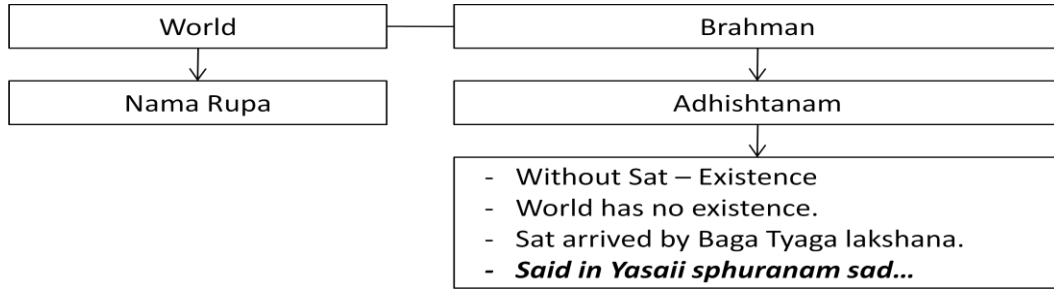 World
Brahman
Nama Rupa
Adhishtanam
- Without Sat – Existence
- World has no existence.
- Sat arrived by Baga Tyaga lakshana.
- Said in Yasaii sphuranam sad...